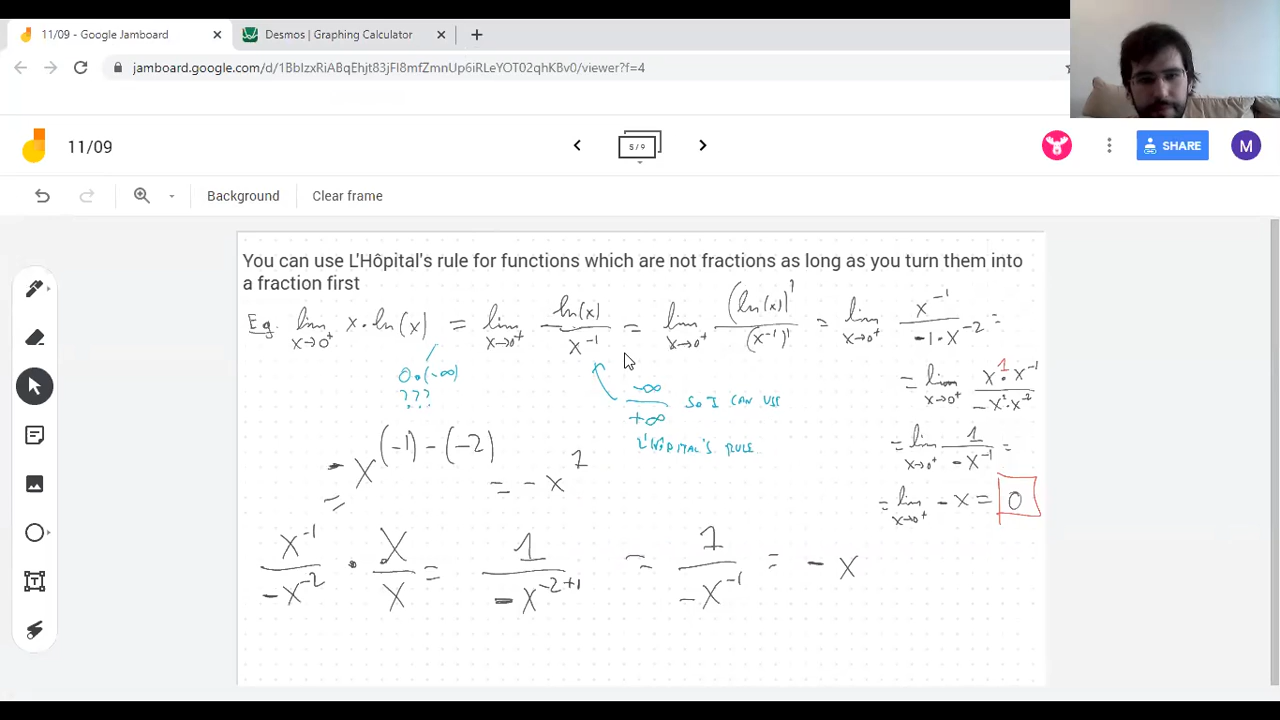 11/09 - Google Jamboard
Desmos | Graphing Calculator
jamboard.google.com/d/1BbIzxRiABqEhjt83jFI8mfZmnUp6iRLeYOT02qhKBv0/viewer?f=4
11/09
5 / 9
SHARE
M
Background
Clear frame
You can use L'Hôpital's rule for functions which are not fractions as long as you turn them into
a fraction first
E.g. lim x→0⁺ x · ln(x) = lim x→0⁺ ln(x) / x⁻¹ = lim x→0⁺ (ln(x))' / (x⁻¹)' = lim x→0⁺ x⁻¹ / -1·x⁻² =
0·(-∞)
???
-∞ / +∞ SO I CAN USE
L'HÔPITAL'S RULE
= lim x→0⁺ x¹·x⁻¹ / -x¹·x⁻²
= lim x→0⁺ 1 / -x⁻¹ =
= lim x→0⁺ -x = 0
= -x⁽⁻¹⁾⁻⁽⁻²⁾ = -x¹
x⁻¹ / -x⁻² · x / x = 1 / -x⁻²⁺¹ = 1 / -x⁻¹ = -x